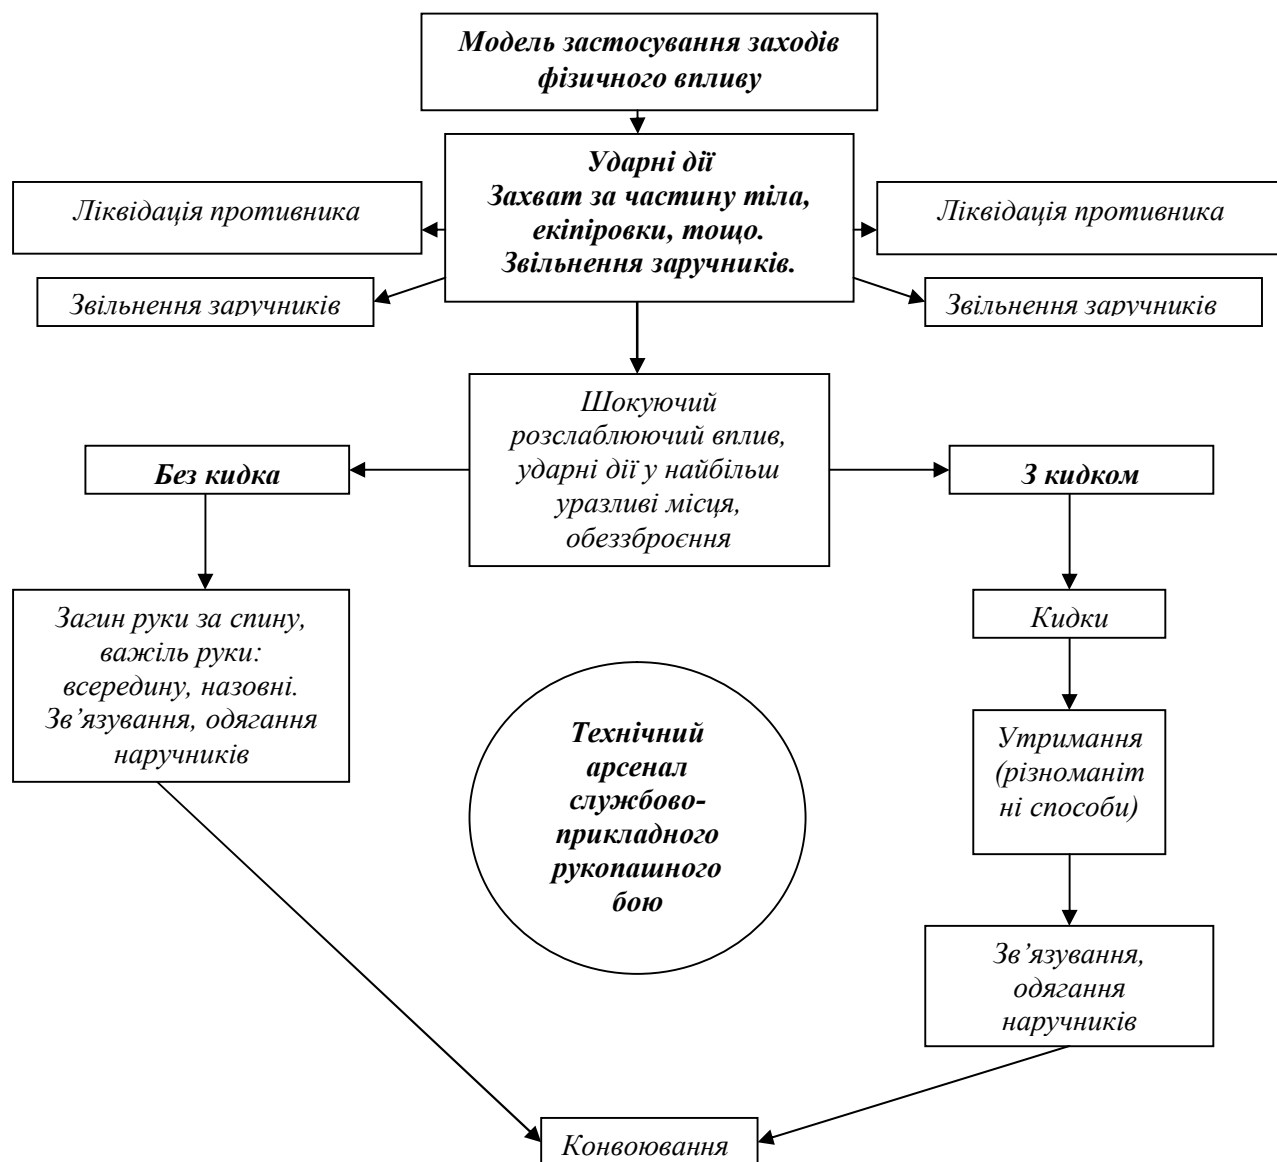 Модель застосування заходів
фізичного впливу
Ударні дії
Захват за частину тіла,
екіпіровки, тощо.
Звільнення заручників.
Ліквідація противника
Ліквідація противника
Звільнення заручників
Звільнення заручників
Шокуючий
розслаблюючий вплив,
ударні дії у найбільш
уразливі місця,
обеззброєння
Без кидка
З кидком
Загин руки за спину,
важіль руки:
всередину, назовні.
Зв’язування, одягання
наручників
Кидки
Утримання
(різноманіт
ні способи)
Технічний
арсенал
службово-
прикладного
рукопашного
бою
Зв’язування,
одягання
наручників
Конвоювання